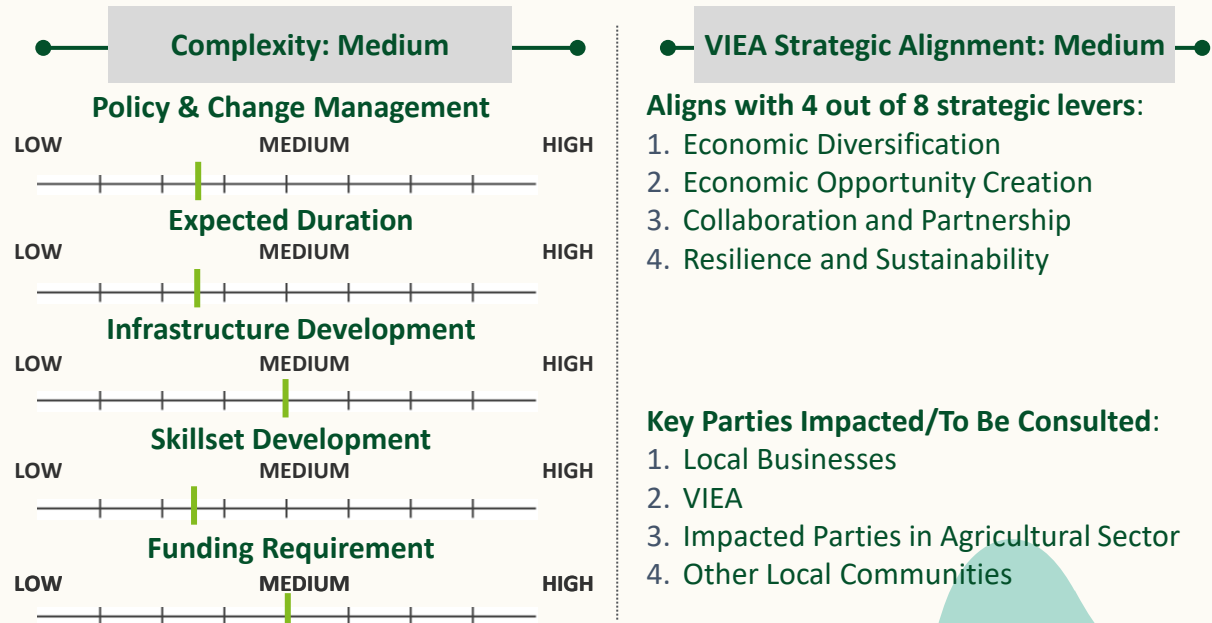 Complexity: Medium
Policy & Change Management
LOW MEDIUM HIGH
Expected Duration
LOW MEDIUM HIGH
Infrastructure Development
LOW MEDIUM HIGH
Skillset Development
LOW MEDIUM HIGH
Funding Requirement
LOW MEDIUM HIGH
VIEA Strategic Alignment: Medium
Aligns with 4 out of 8 strategic levers:
1. Economic Diversification
2. Economic Opportunity Creation
3. Collaboration and Partnership
4. Resilience and Sustainability
Key Parties Impacted/To Be Consulted:
1. Local Businesses
2. VIEA
3. Impacted Parties in Agricultural Sector
4. Other Local Communities